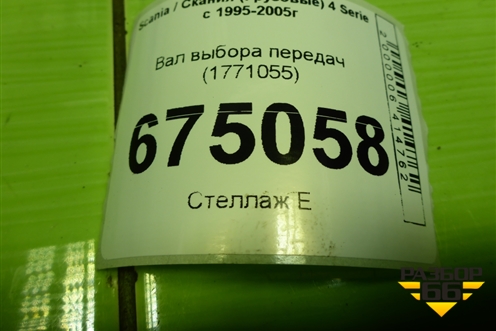 Scania / Скания (грузовые) 4 Serie
с 1995-2005г
Вал выбора передач
(1771055)
675058
Стеллаж Е
2000006414762
РАЗБОР
66